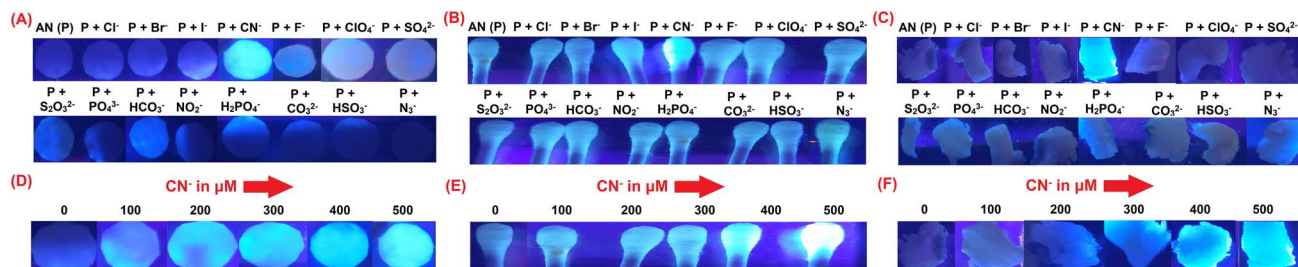 (A)
AN (P) P + Cl⁻ P + Br⁻ P + I⁻ P + CN⁻ P + F⁻ P + ClO₄⁻ P + SO₄²⁻
P + P + P + P + P + P + P + P +
S₂O₃²⁻ PO₄³⁻ HCO₃⁻ NO₂⁻ H₂PO₄⁻ CO₃²⁻ HSO₃⁻ N₃⁻
(B)
AN (P) P + Cl⁻ P + Br⁻ P + I⁻ P + CN⁻ P + F⁻ P + ClO₄⁻ P + SO₄²⁻
P + P + P + P + P + P + P + P +
S₂O₃²⁻ PO₄³⁻ HCO₃⁻ NO₂⁻ H₂PO₄⁻ CO₃²⁻ HSO₃⁻ N₃⁻
(C)
AN (P) P + Cl⁻ P + Br⁻ P + I⁻ P + CN⁻ P + F⁻ P + ClO₄⁻ P + SO₄²⁻
P + P + P + P + P + P + P + P +
S₂O₃²⁻ PO₄³⁻ HCO₃⁻ NO₂⁻ H₂PO₄⁻ CO₃²⁻ HSO₃⁻ N₃⁻
(D)
CN⁻ in μM
0 100 200 300 400 500
(E)
CN⁻ in μM
0 100 200 300 400 500
(F)
CN⁻ in μM
0 100 200 300 400 500